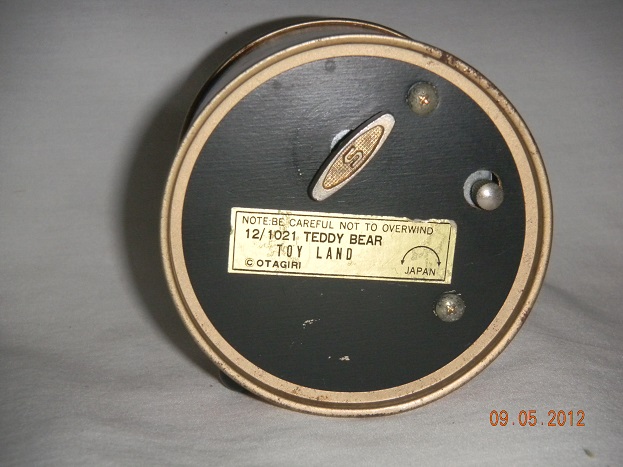 S
NOTE:BE CAREFUL NOT TO OVERWIND
12/1021 TEDDY BEAR
TOY LAND
© OTAGIRI
JAPAN
09.05.2012